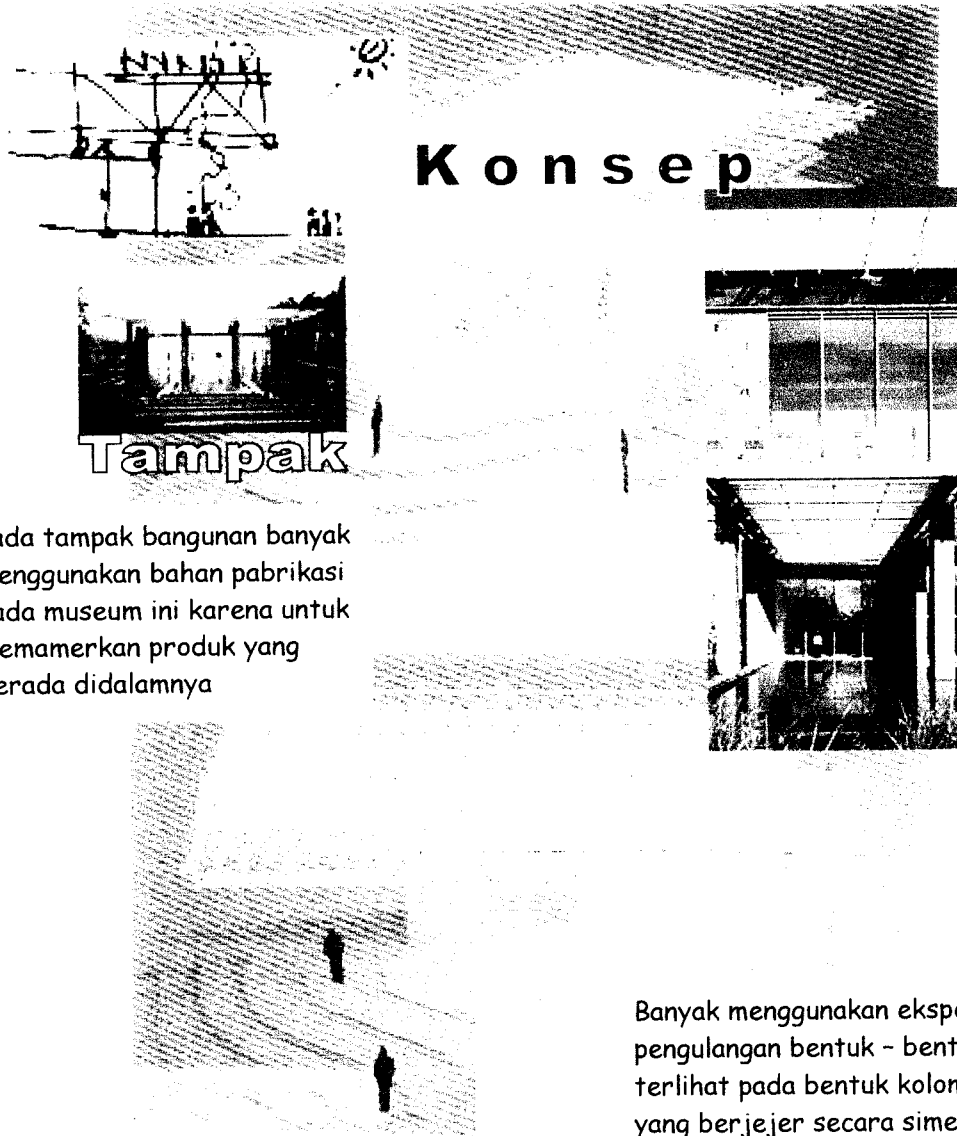 Konsep
Tampak
ada tampak bangunan banyak
enggunakan bahan pabrikasi
ada museum ini karena untuk
emamerkan produk yang
erada didalamnya
Banyak menggunakan ekspo
pengulangan bentuk – bent
terlihat pada bentuk kolom
yang berjejer secara sime